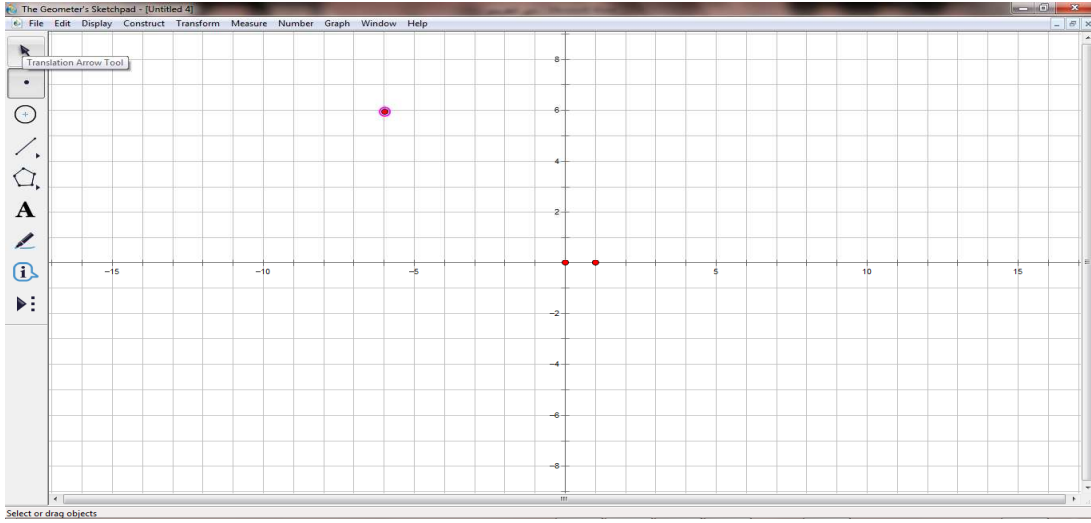 The Geometer's Sketchpad - [Untitled 4]
File Edit Display Construct Transform Measure Number Graph Window Help
Translation Arrow Tool
8
6
4
2
-15 -10 -5 5 10 15
-2
-4
-6
-8
A
i
Select or drag objects